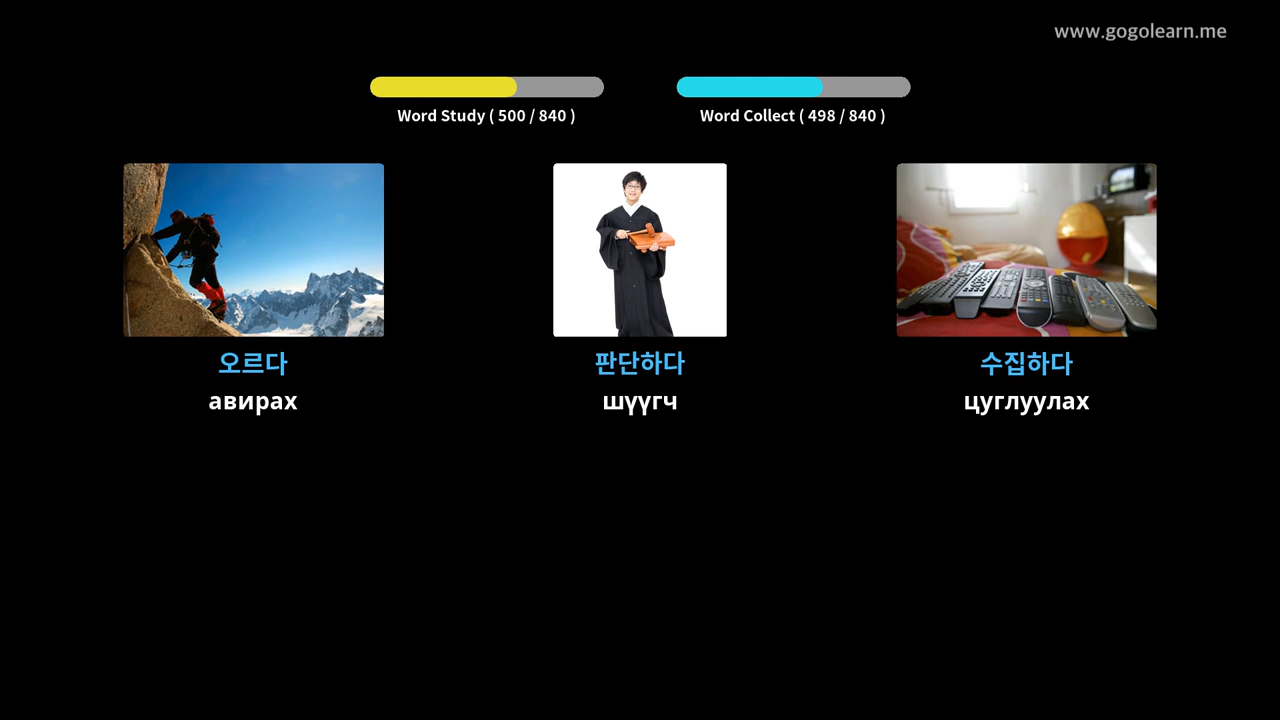 www.gogolearn.me
Word Study ( 500 / 840 )
Word Collect ( 498 / 840 )
오르다
авирах
판단하다
шүүгч
수집하다
цуглуулах